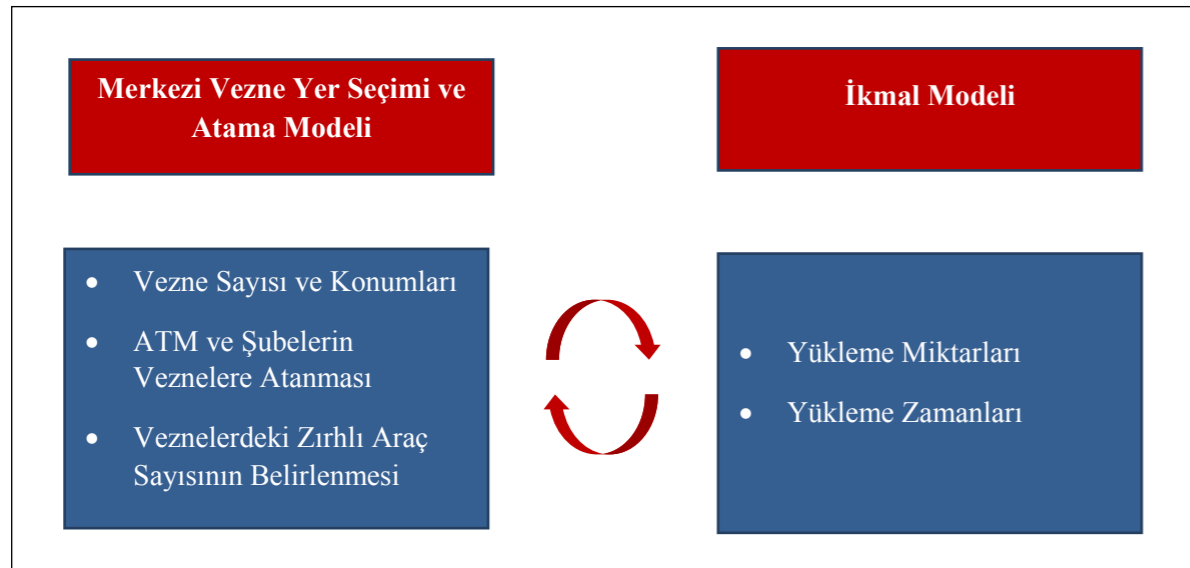 Merkezi Vezne Yer Seçimi ve
Atama Modeli
İkmal Modeli
• Vezne Sayısı ve Konumları
• ATM ve Şubelerin
Veznelere Atanması
• Veznelerdeki Zırhlı Araç
Sayısının Belirlenmesi
• Yükleme Miktarları
• Yükleme Zamanları